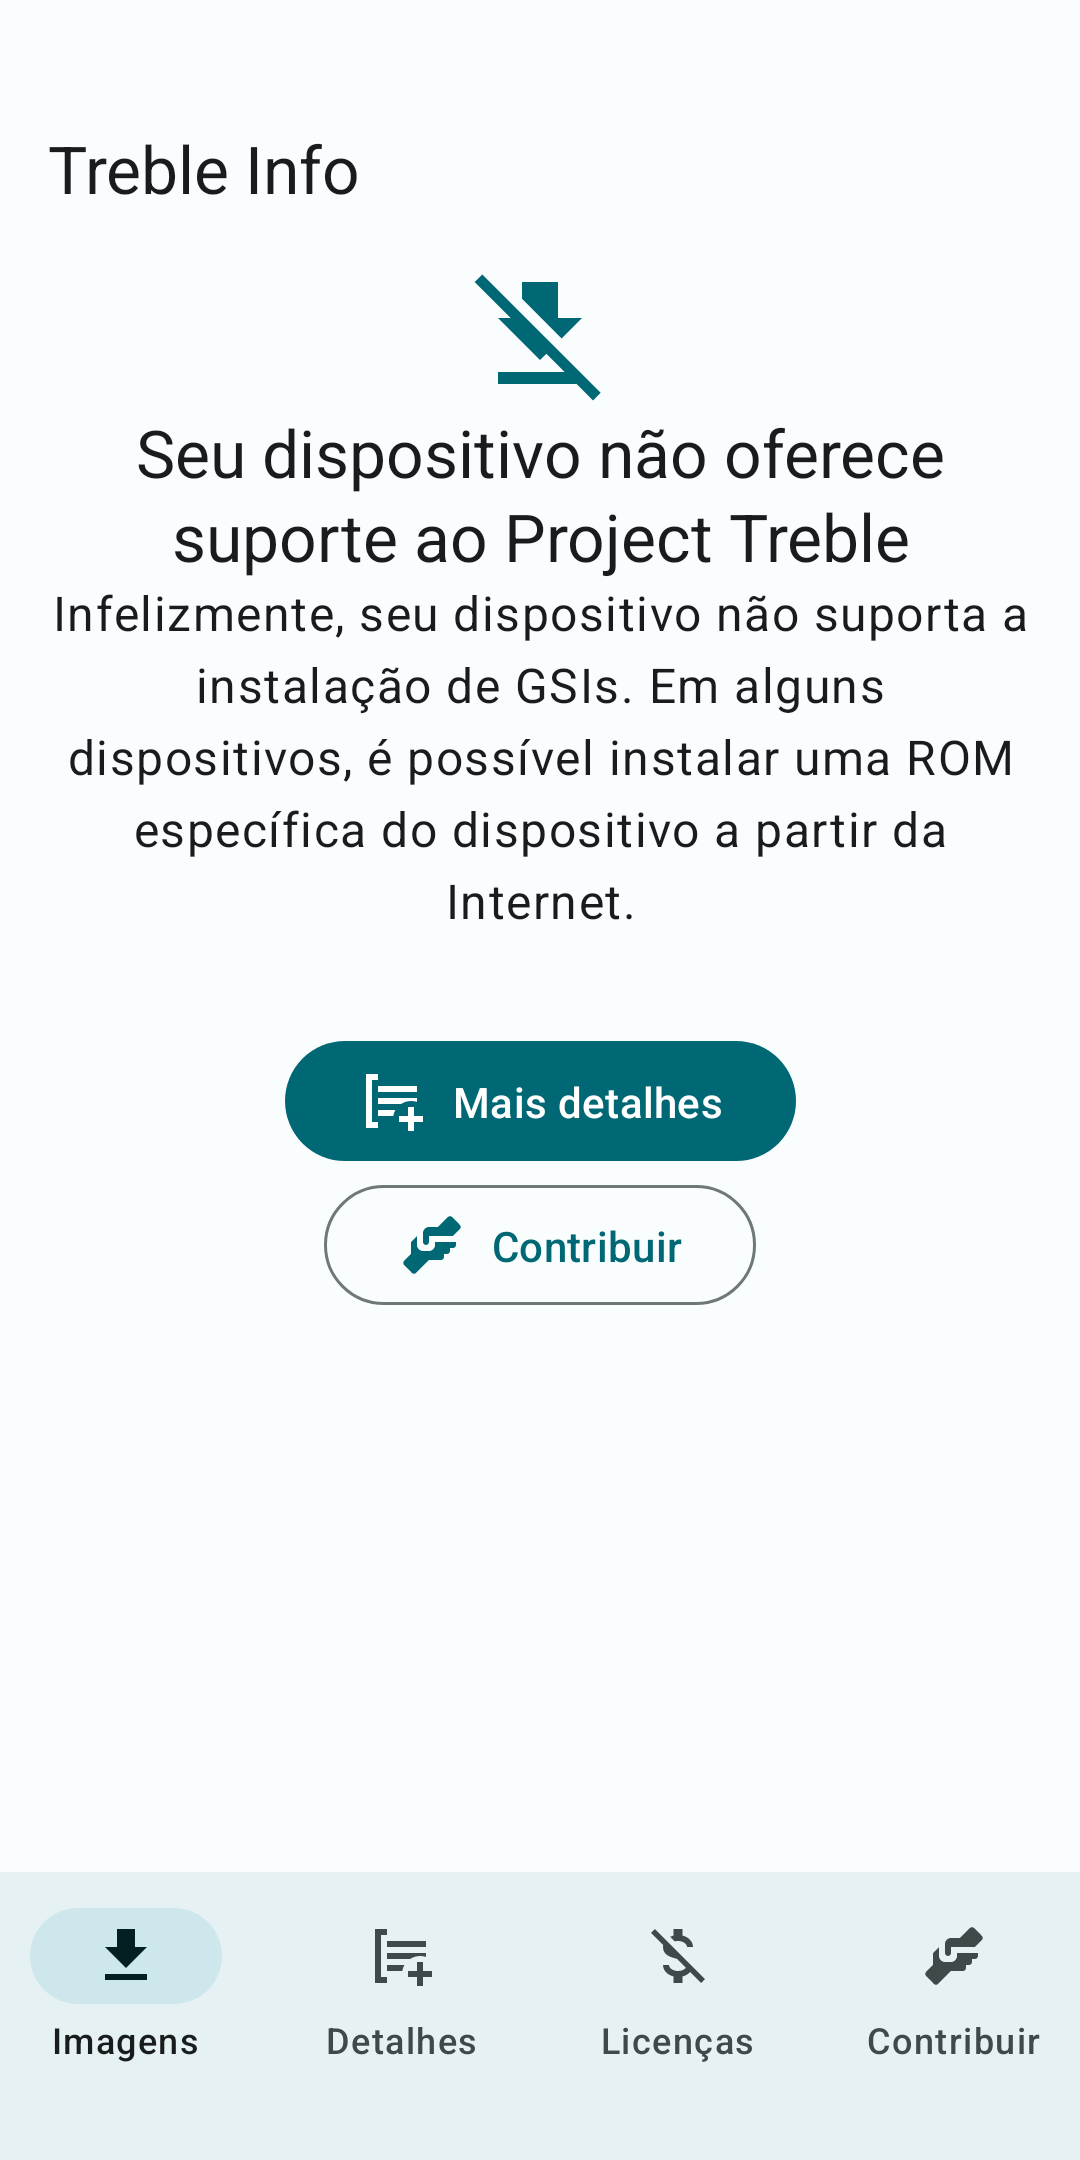 Treble Info
Seu dispositivo não oferece
suporte ao Project Treble
Infelizmente, seu dispositivo não suporta a
instalação de GSIs. Em alguns
dispositivos, é possível instalar uma ROM
específica do dispositivo a partir da
Internet.
Mais detalhes
Contribuir
Imagens
Detalhes
Licenças
Contribuir